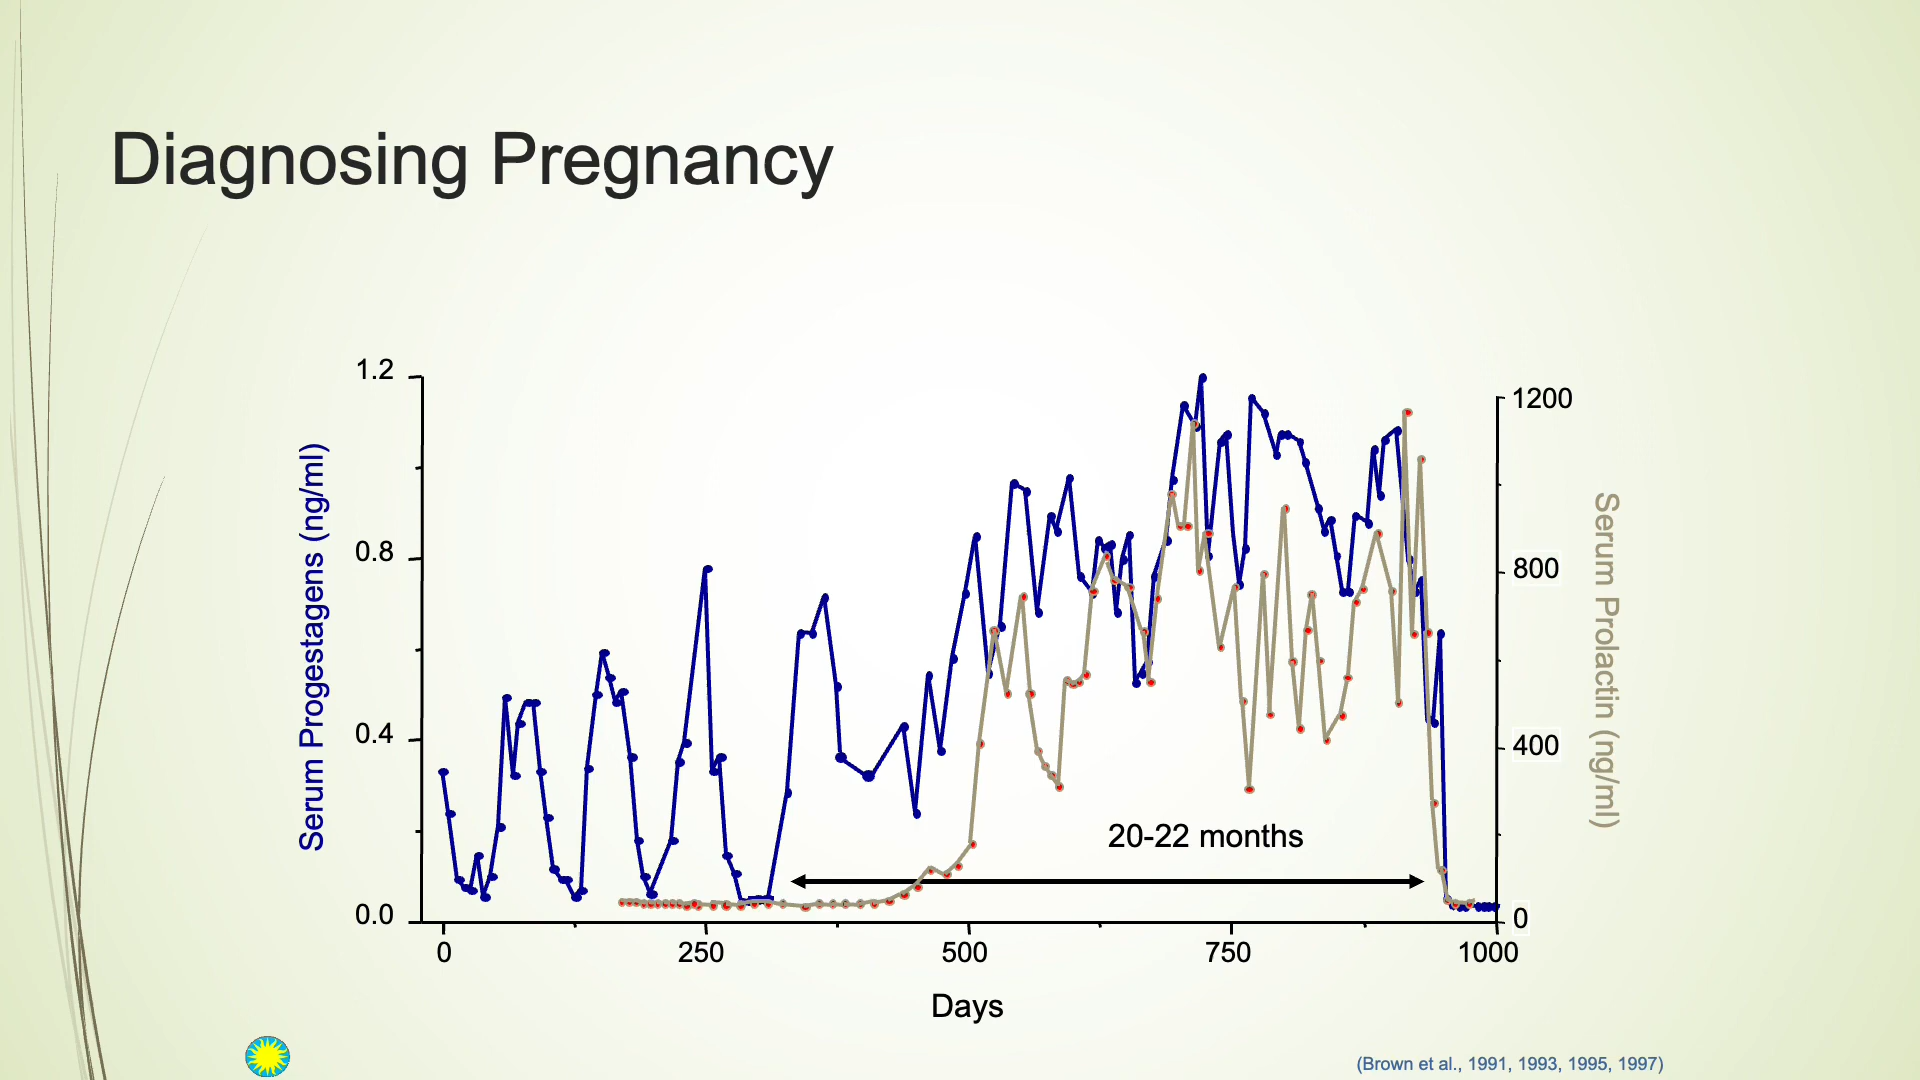 Diagnosing Pregnancy
1.2
0.8
0.4
0.0
Serum Progestagens (ng/ml)
1200
800
400
0
Serum Prolactin (ng/ml)
20-22 months
0 250 500 750 1000
Days
(Brown et al., 1991, 1993, 1995, 1997)